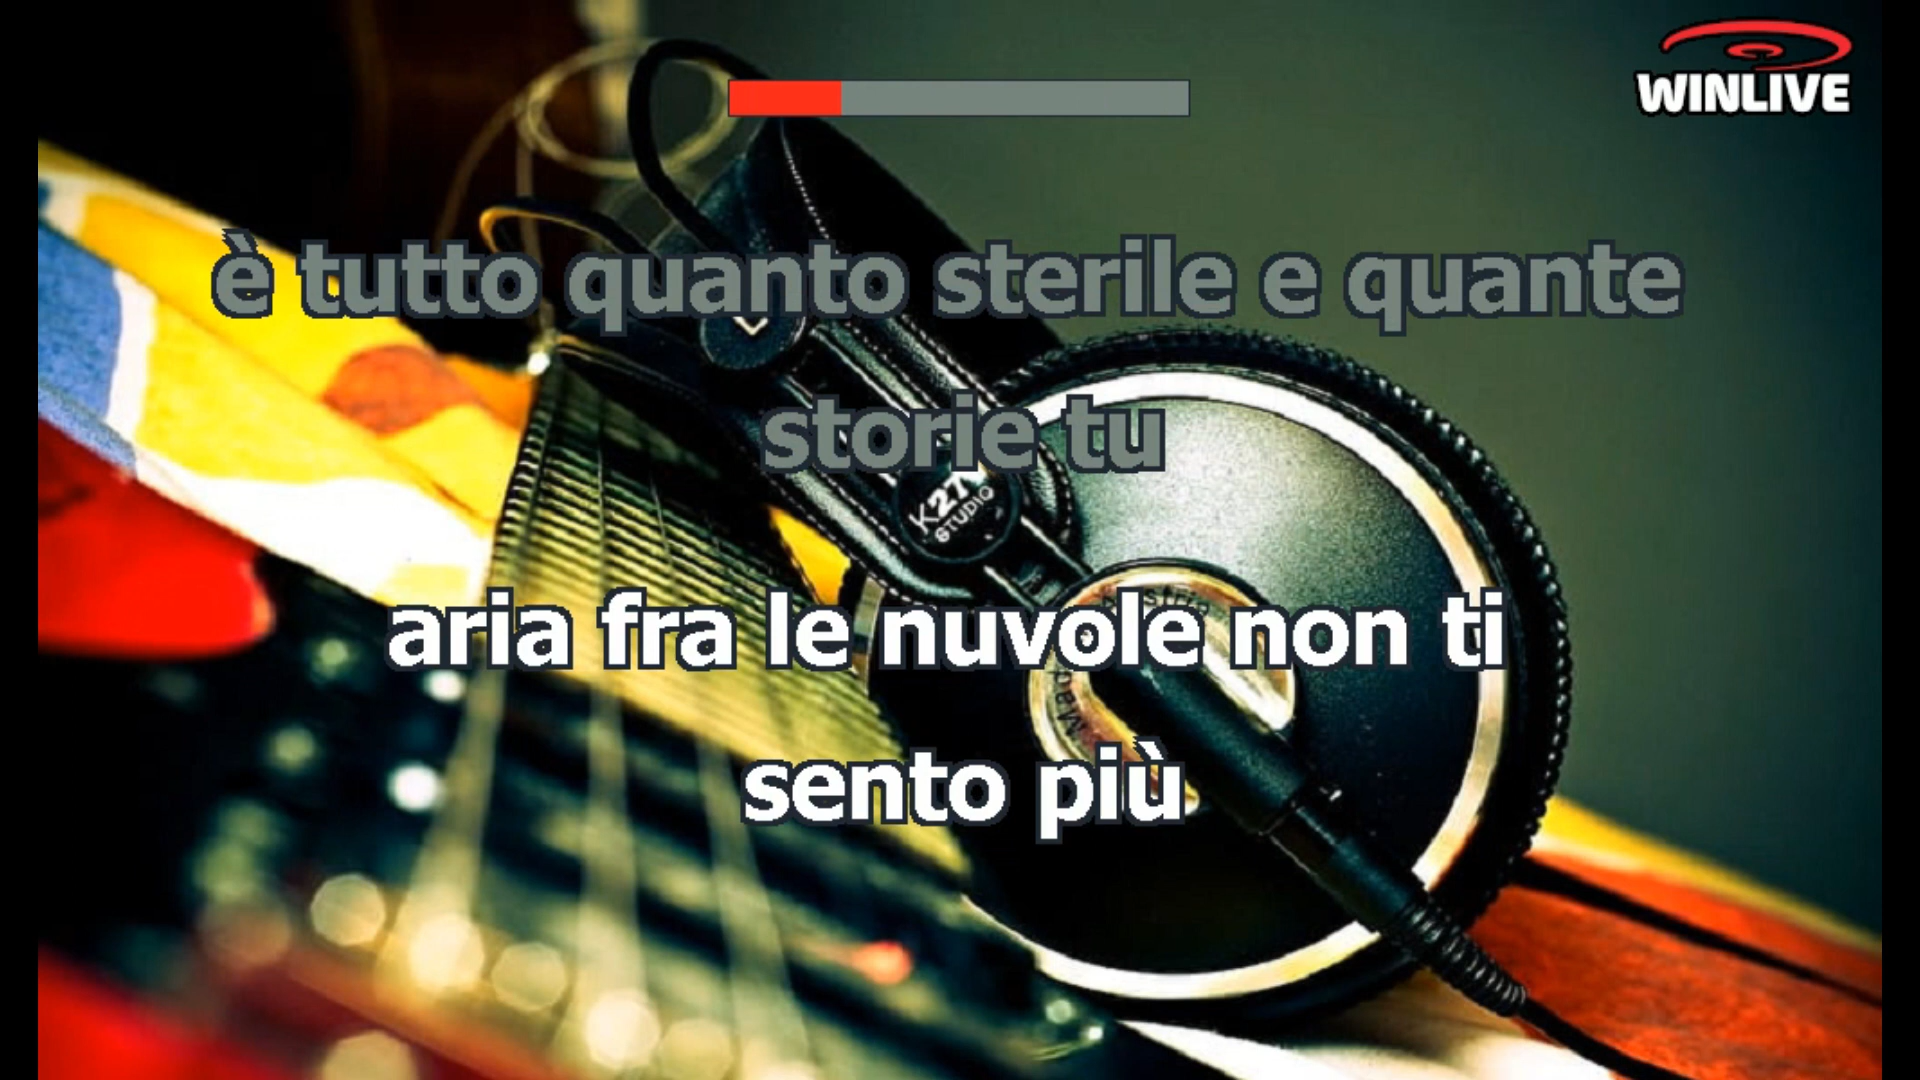 WINLIVE
è tutto quanto sterile e quante
storie tu
K27
STUDIO
aria fra le nuvole non ti
sento più